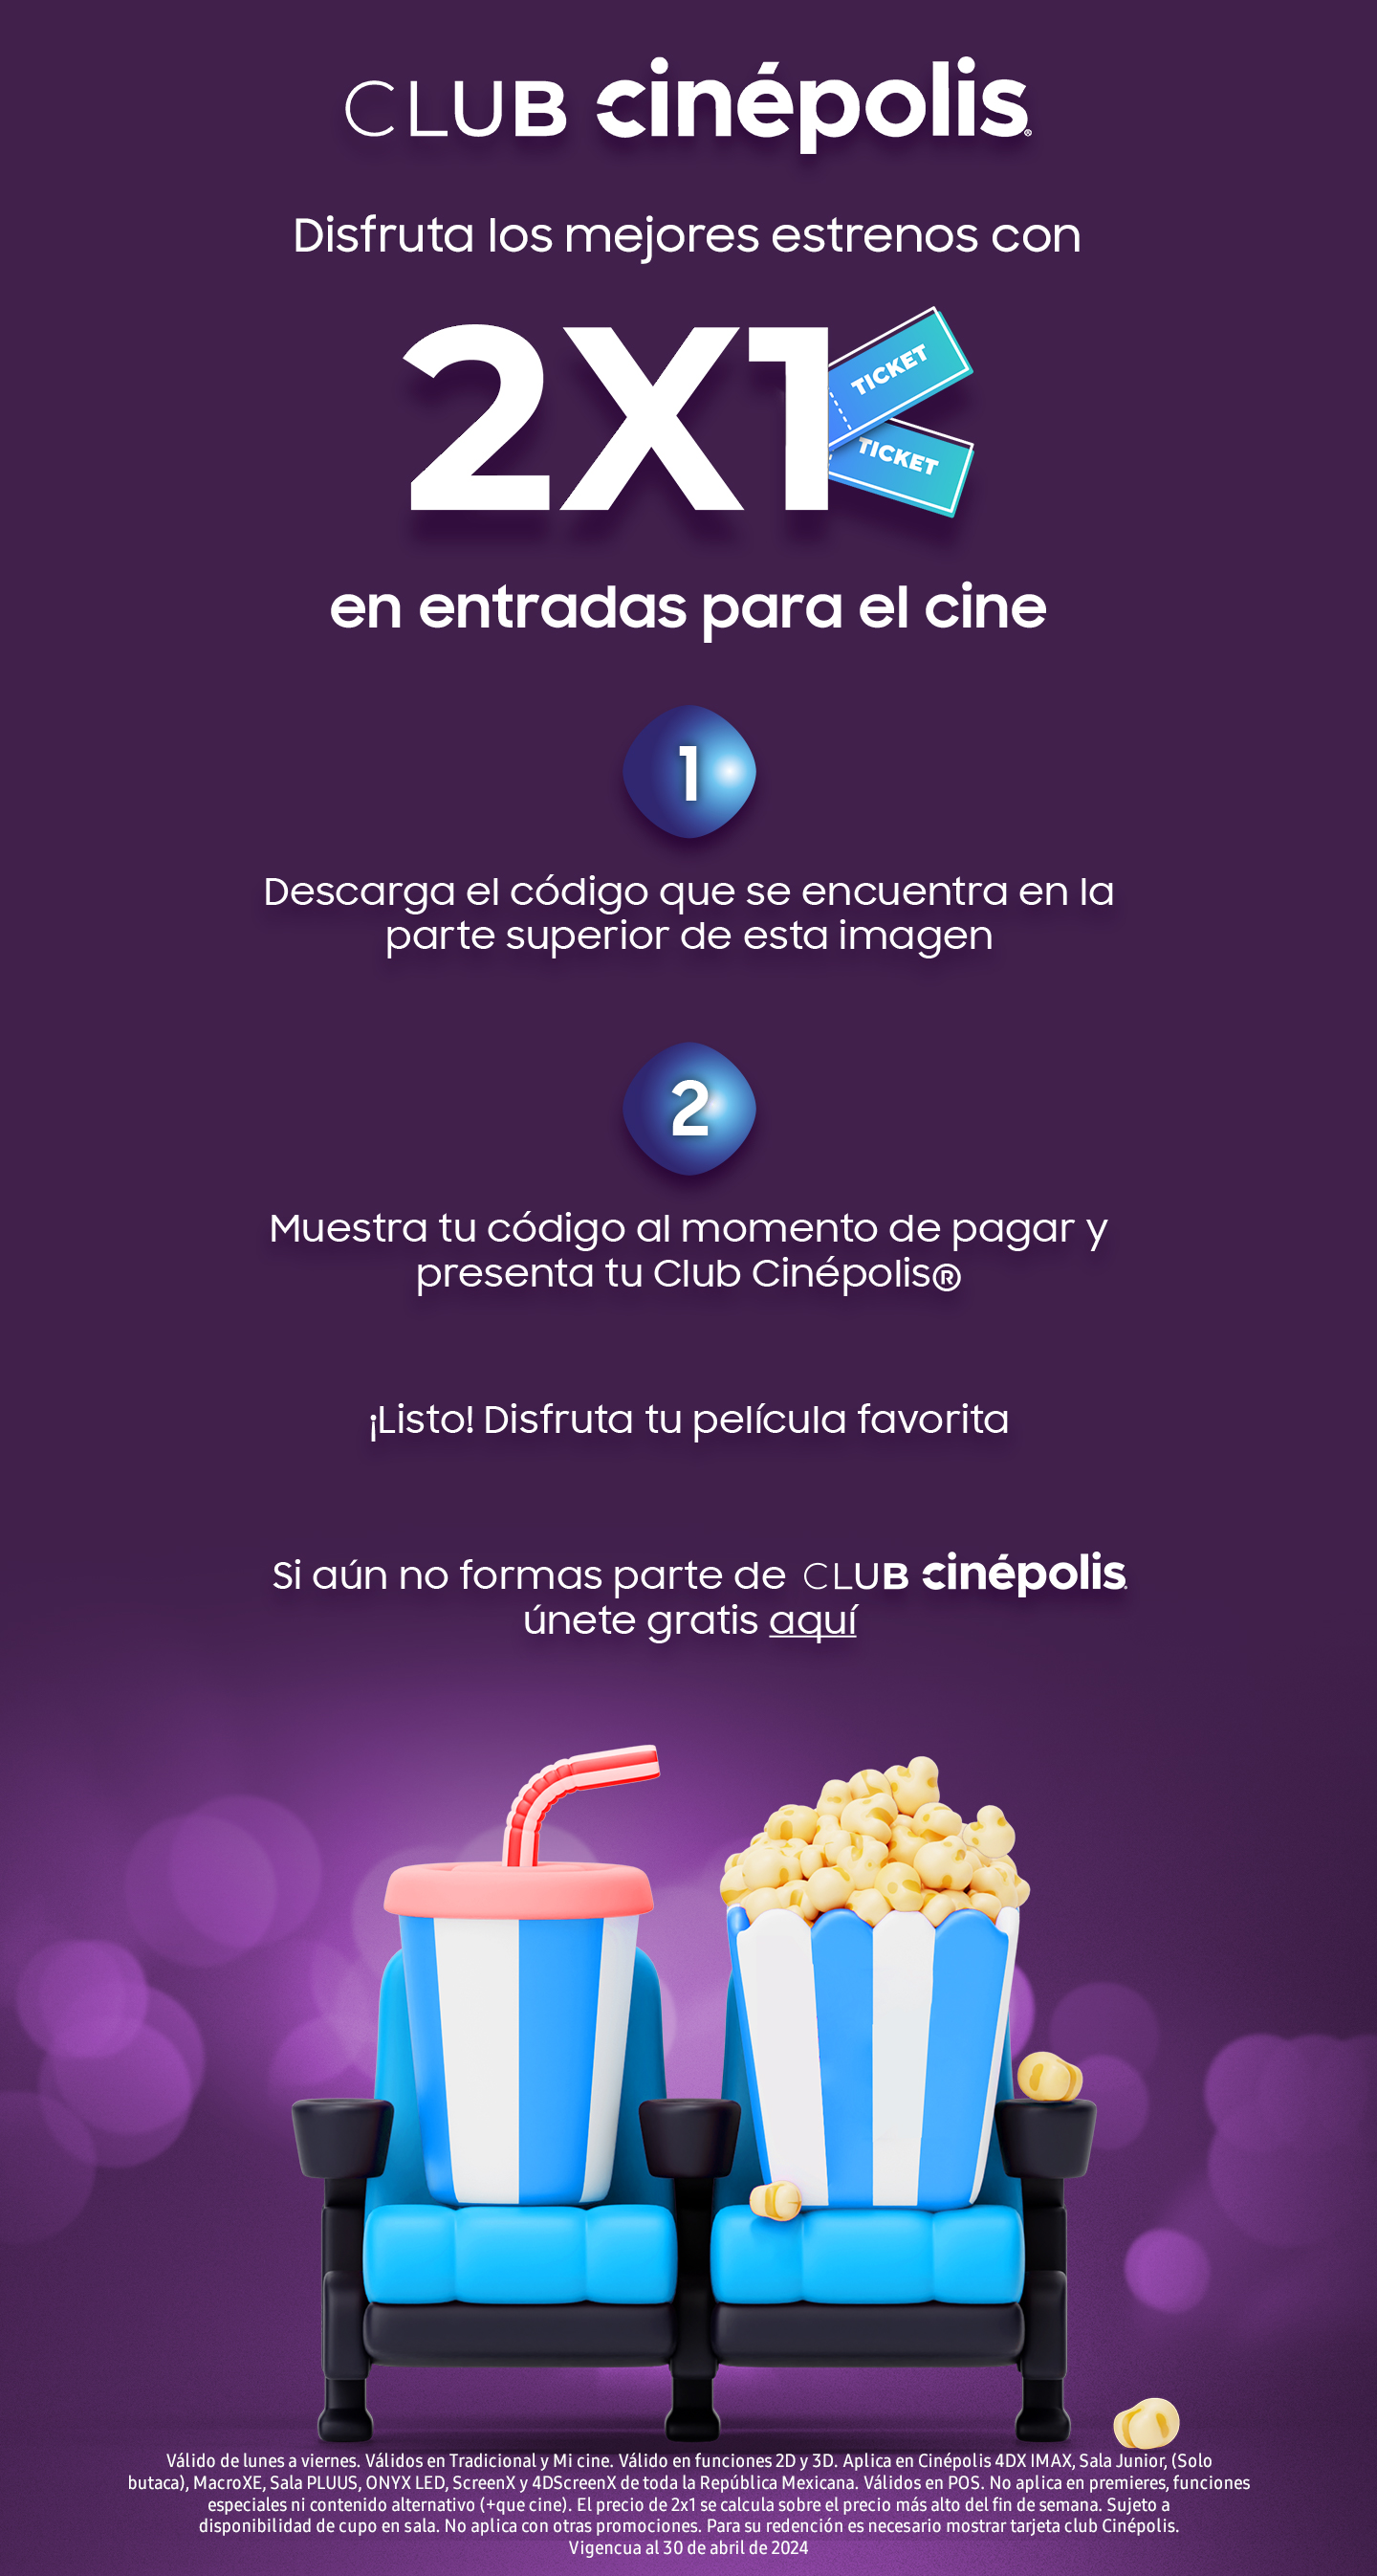 CLUB cinépolis®
Disfruta los mejores estrenos con
2X1
TICKET
TICKET
en entradas para el cine
1
Descarga el código que se encuentra en la
parte superior de esta imagen
2
Muestra tu código al momento de pagar y
presenta tu Club Cinépolis®
¡Listo! Disfruta tu película favorita
Si aún no formas parte de CLUB cinépolis
únete gratis aquí
Válido de lunes a viernes. Válidos en Tradicional y Mi cine. Válido en funciones 2D y 3D. Aplica en Cinépolis 4DX IMAX, Sala Junior, (Solo
butaca), MacroXE, Sala PLUUS, ONYX LED, ScreenX y 4DScreenX de toda la República Mexicana. Válidos en POS. No aplica en premieres, funciones
especiales ni contenido alternativo (+que cine). El precio de 2x1 se calcula sobre el precio más alto del fin de semana. Sujeto a
disponibilidad de cupo en sala. No aplica con otras promociones. Para su redención es necesario mostrar tarjeta club Cinépolis.
Vigencua al 30 de abril de 2024